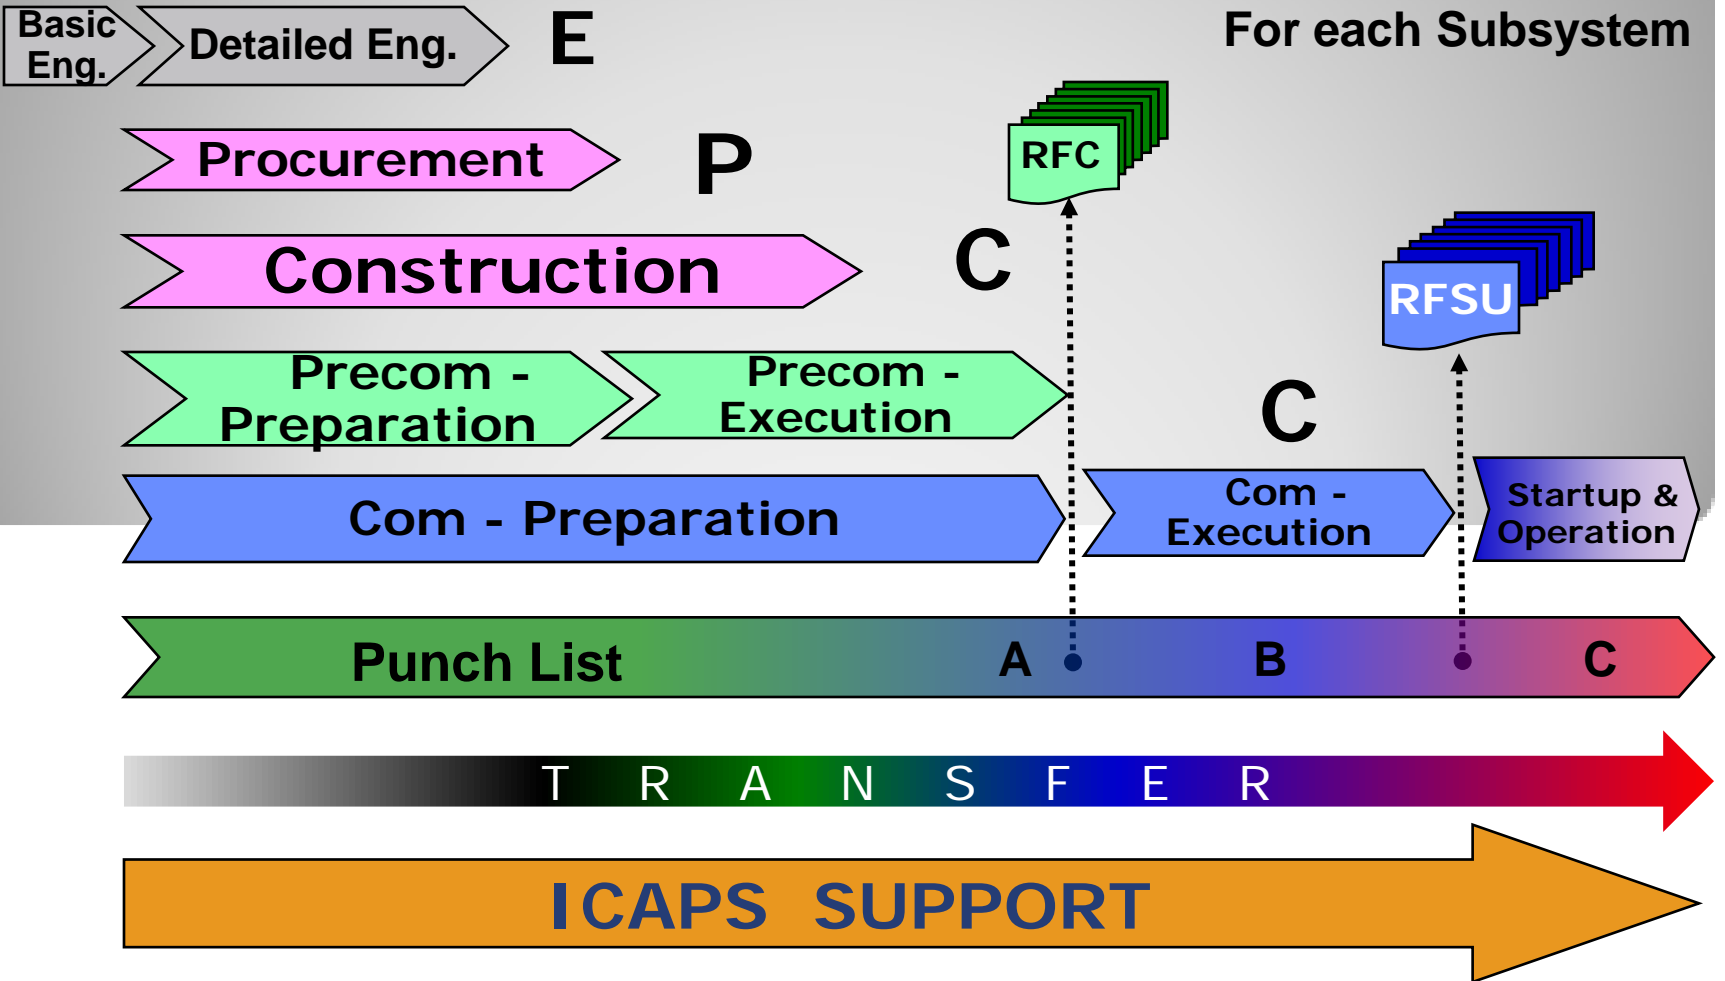 Basic
Eng.
Detailed Eng.
E
For each Subsystem
Procurement
P
RFC
Construction
C
RFSU
Precom -
Preparation
Precom -
Execution
C
Com - Preparation
Com -
Execution
Startup &
Operation
Punch List
A
B
C
T R A N S F E R
ICAPS SUPPORT